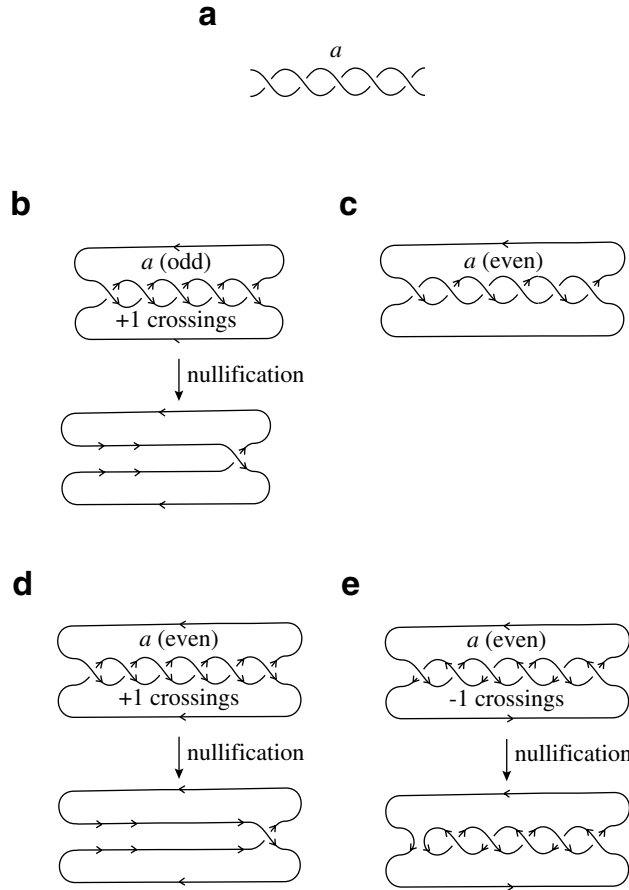 a
a
b
c
a (odd)
+1 crossings
a (even)
nullification
d
e
a (even)
+1 crossings
a (even)
-1 crossings
nullification
nullification